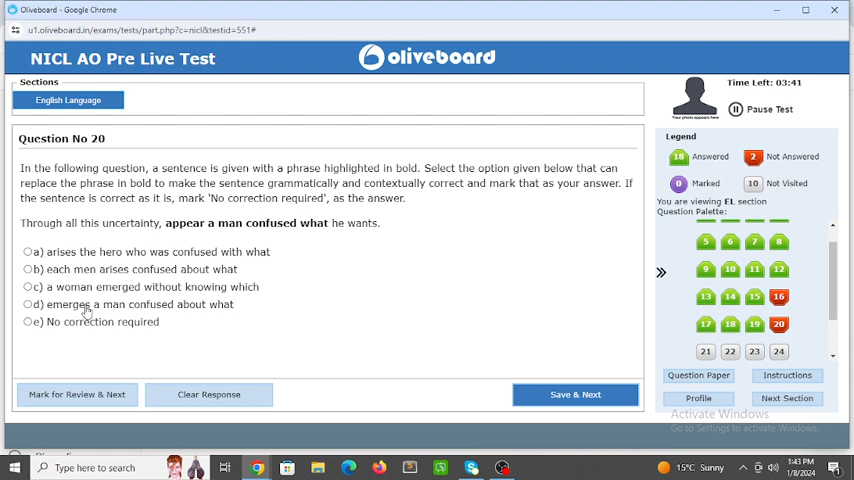 Oliveboard - Google Chrome
u1.oliveboard.in/exams/tests/part.php?c=nicl&testid=551#
NICL AO Pre Live Test
oliveboard
Sections
English Language
Your photo appears here
Time Left: 03:41
Pause Test
Question No 20
In the following question, a sentence is given with a phrase highlighted in bold. Select the option given below that can
replace the phrase in bold to make the sentence grammatically and contextually correct and mark that as your answer. If
the sentence is correct as it is, mark 'No correction required', as the answer.
Through all this uncertainty, appear a man confused what he wants.
a) arises the hero who was confused with what
b) each men arises confused about what
c) a woman emerged without knowing which
d) emerges a man confused about what
e) No correction required
Mark for Review & Next
Clear Response
Save & Next
Legend
18 Answered 2 Not Answered
0 Marked 10 Not Visited
You are viewing EL section
Question Palette:
5 6 7 8
9 10 11 12
13 14 15 16
17 18 19 20
21 22 23 24
Question Paper Instructions
Profile Next Section
Activate Windows
Go to Settings to activate Windows.
Type here to search
15°C Sunny
1:43 PM
1/8/2024